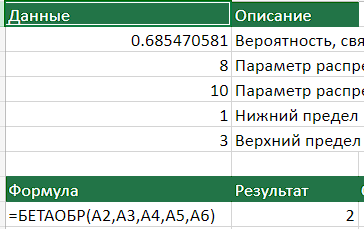 Данные Описание
0.685470581 Вероятность, свя
8 Параметр распре
10 Параметр распре
1 Нижний предел
3 Верхний предел
Формула Результат
=БЕТАОБР(A2,A3,A4,A5,A6) 2